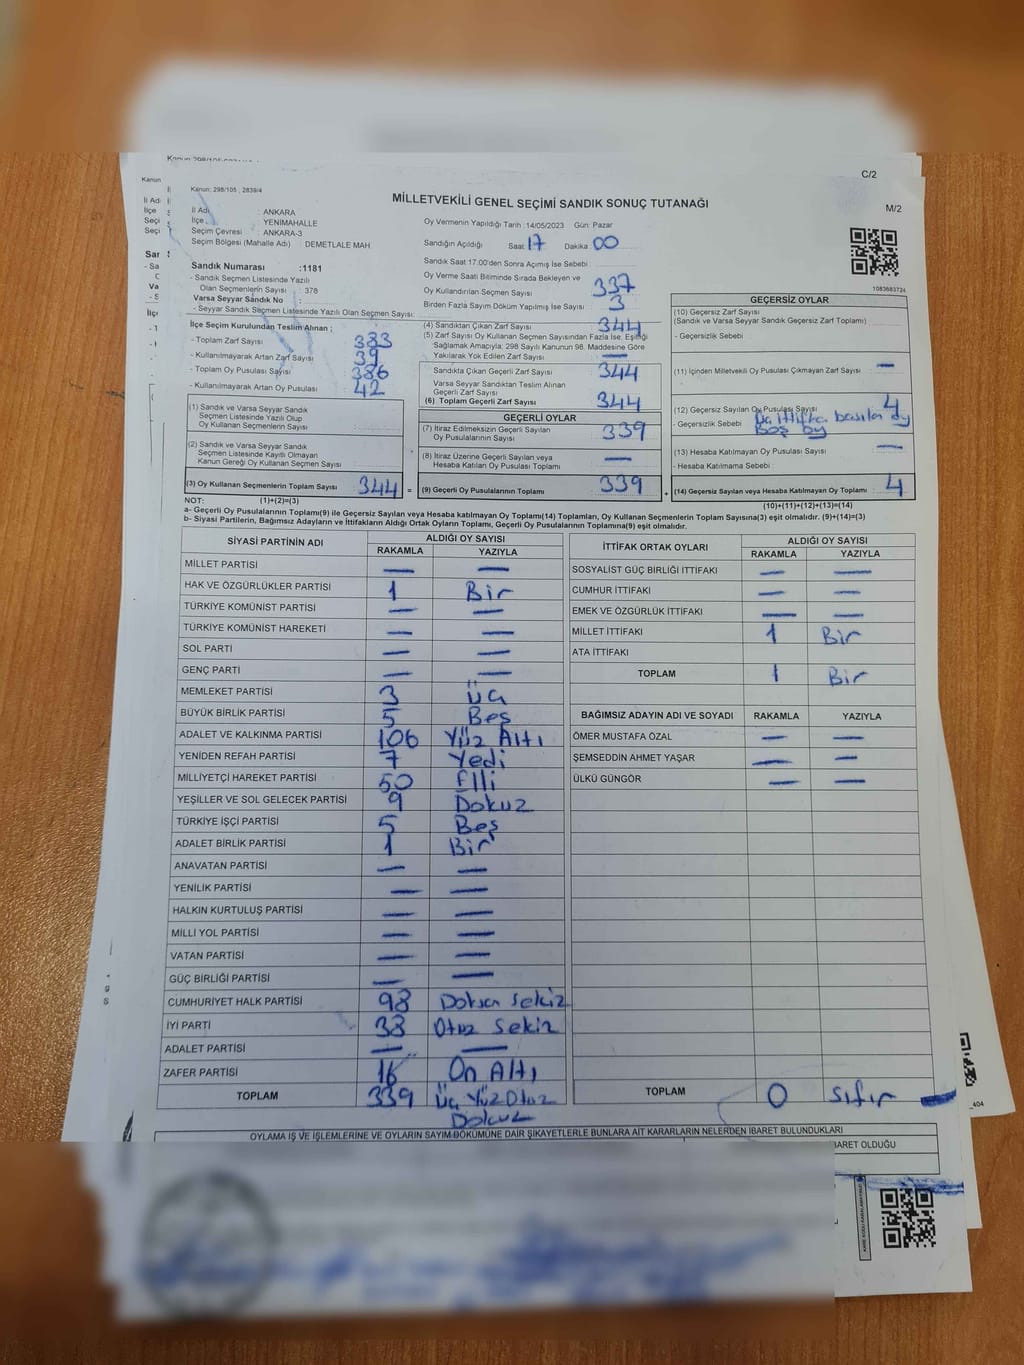 C/2
Kanun: 298/105 , 2839/4
MİLLETVEKİLİ GENEL SEÇİMİ SANDIK SONUÇ TUTANAĞI
M/2
İl Adı : ANKARA
İlçe : YENİMAHALLE
Seçim Çevresi : ANKARA-3
Seçim Bölgesi (Mahalle Adı) : DEMETLALE MAH
Oy Vermenin Yapıldığı Tarih : 14/05/2023 Gün: Pazar
Sandığın Açıldığı Saat 17 Dakika 00
Sandık Saat 17.00'den Sonra Açımış İse Sebebi :
Sandık Numarası :1181
- Sandık Seçmen Listesinde Yazılı
Olan Seçmenlerin Sayısı : 378
Varsa Seyyar Sandık No :
- Seyyar Sandık Seçmen Listesinde Yazılı Olan Seçmen Sayısı:
Oy Verme Saati Bitiminde Sırada Bekleyen ve
Oy Kullandırılan Seçmen Sayısı 337
Birden Fazla Sayım Döküm Yapılmış İse Sayısı 3
1083683724
İlçe Seçim Kurulundan Teslim Alınan ;
- Toplam Zarf Sayısı 383
- Kullanılmayarak Artan Zarf Sayısı 39
- Toplam Oy Pusulası Sayısı 386
- Kullanılmayarak Artan Oy Pusulası 42
(4) Sandıktan Çıkan Zarf Sayısı 344
(5) Zarf Sayısı Oy Kullanan Seçmen Sayısından Fazla İse, Eşitliği
Sağlamak Amacıyla; 298 Sayılı Kanunun 98. Maddesine Göre
Yakılarak Yok Edilen Zarf Sayısı —
Sandıkta Çıkan Geçerli Zarf Sayısı 344
Varsa Seyyar Sandıktan Teslim Alınan
Geçerli Zarf Sayısı
(6) Toplam Geçerli Zarf Sayısı 344
GEÇERSİZ OYLAR
(10) Geçersiz Zarf Sayısı
(Sandık ve Varsa Seyyar Sandık Geçersiz Zarf Toplamı)
- Geçersizlik Sebebi
(11) İçinden Milletvekili Oy Pusulası Çıkmayan Zarf Sayısı —
(12) Geçersiz Sayılan Oy Pusulası Sayısı 4
- Geçersizlik Sebebi ittifka basılan oy
Boş oy
(13) Hesaba Katılmayan Oy Pusulası Sayısı —
- Hesaba Katılmama Sebebi :
(14) Geçersiz Sayılan veya Hesaba Katılmayan Oy Toplamı 4
(10)+(11)+(12)+(13)=(14)
(1) Sandık ve Varsa Seyyar Sandık
Seçmen Listesinde Yazılı Olup
Oy Kullanan Seçmenlerin Sayısı
(2) Sandık ve Varsa Seyyar Sandık
Seçmen Listesinde Kayıtlı Olmayan
Kanun Gereği Oy Kullanan Seçmen Sayısı
(3) Oy Kullanan Seçmenlerin Toplam Sayısı 344 =
GEÇERLİ OYLAR
(7) İtiraz Edilmeksizin Geçerli Sayılan
Oy Pusulalarının Sayısı 339
(8) İtiraz Üzerine Geçerli Sayılan veya
Hesaba Katılan Oy Pusulası Toplamı —
(9) Geçerli Oy Pusulalarının Toplamı 339 +
NOT: (1)+(2)=(3)
a- Geçerli Oy Pusulalarının Toplamı(9) ile Geçersiz Sayılan veya Hesaba katılmayan Oy Toplamı(14) Toplamları, Oy Kullanan Seçmenlerin Toplam Sayısına(3) eşit olmalıdır. (9)+(14)=(3)
b- Siyasi Partilerin, Bağımsız Adayların ve İttifakların Aldığı Ortak Oyların Toplamı, Geçerli Oy Pusulalarının Toplamına(9) eşit olmalıdır.
SİYASİ PARTİNİN ADI ALDIĞI OY SAYISI
RAKAMLA YAZIYLA
MİLLET PARTİSİ — —
HAK VE ÖZGÜRLÜKLER PARTİSİ 1 Bir
TÜRKİYE KOMÜNİST PARTİSİ — —
TÜRKİYE KOMÜNİST HAREKETİ — —
SOL PARTİ — —
GENÇ PARTİ — —
MEMLEKET PARTİSİ 3 Üç
BÜYÜK BİRLİK PARTİSİ 5 Beş
ADALET VE KALKINMA PARTİSİ 106 Yüz Altı
YENİDEN REFAH PARTİSİ 7 Yedi
MİLLİYETÇİ HAREKET PARTİSİ 50 Elli
YEŞİLLER VE SOL GELECEK PARTİSİ 9 Dokuz
TÜRKİYE İŞÇİ PARTİSİ 5 Beş
ADALET BİRLİK PARTİSİ 1 Bir
ANAVATAN PARTİSİ — —
YENİLİK PARTİSİ — —
HALKIN KURTULUŞ PARTİSİ — —
MİLLİ YOL PARTİSİ — —
VATAN PARTİSİ — —
GÜÇ BİRLİĞİ PARTİSİ — —
CUMHURİYET HALK PARTİSİ 98 Doksan Sekiz
İYİ PARTİ 38 Otuz Sekiz
ADALET PARTİSİ — —
ZAFER PARTİSİ 16 On Altı
TOPLAM 339 Üç Yüz Otuz
Dokuz
İTTİFAK ORTAK OYLARI ALDIĞI OY SAYISI
RAKAMLA YAZIYLA
SOSYALİST GÜÇ BİRLİĞİ İTTİFAKI — —
CUMHUR İTTİFAKI — —
EMEK VE ÖZGÜRLÜK İTTİFAKI — —
MİLLET İTTİFAKI 1 Bir
ATA İTTİFAKI
TOPLAM 1 Bir
BAĞIMSIZ ADAYIN ADI VE SOYADI RAKAMLA YAZIYLA
ÖMER MUSTAFA ÖZAL — —
ŞEMSEDDİN AHMET YAŞAR — —
ÜLKÜ GÜNGÖR — —
TOPLAM 0 Sıfır
OYLAMA İŞ VE İŞLEMLERİNE VE OYLARIN SAYIM DÖKÜMÜNE DAİR ŞİKAYETLERLE BUNLARA AİT KARARLARIN NELERDEN İBARET BULUNDUKLARI
BARET OLDUĞU